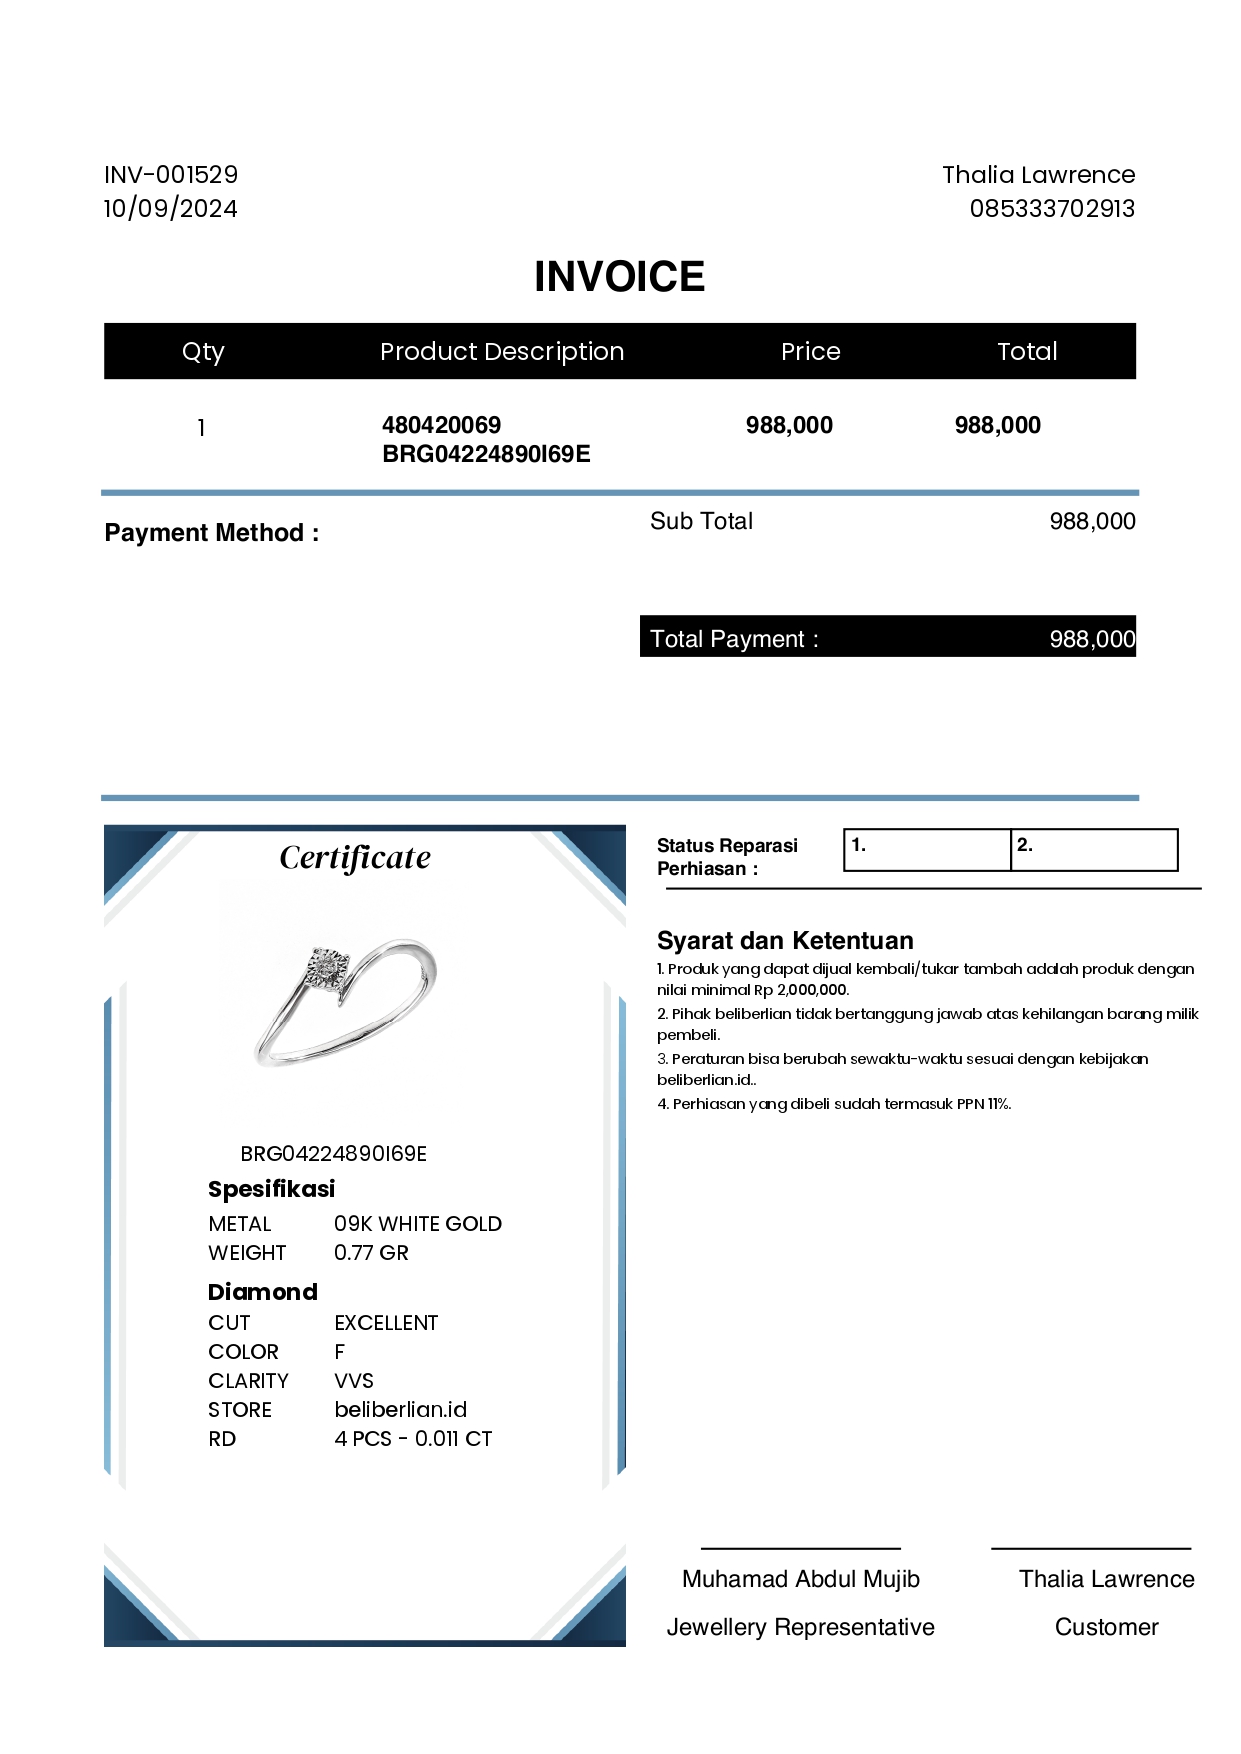 INV-001529
10/09/2024
Thalia Lawrence
085333702913
INVOICE
Qty Product Description Price Total
1 480420069 988,000 988,000
BRG04224890I69E
Payment Method :
Sub Total 988,000
Total Payment : 988,000
Certificate
BRG04224890I69E
Spesifikasi
METAL 09K WHITE GOLD
WEIGHT 0.77 GR
Diamond
CUT EXCELLENT
COLOR F
CLARITY VVS
STORE beliberlian.id
RD 4 PCS - 0.011 CT
Status Reparasi
Perhiasan :
1. 2.
Syarat dan Ketentuan
1. Produk yang dapat dijual kembali/tukar tambah adalah produk dengan
nilai minimal Rp 2,000,000.
2. Pihak beliberlian tidak bertanggung jawab atas kehilangan barang milik
pembeli.
3. Peraturan bisa berubah sewaktu-waktu sesuai dengan kebijakan
beliberlian.id..
4. Perhiasan yang dibeli sudah termasuk PPN 11%.
Muhamad Abdul Mujib
Jewellery Representative
Thalia Lawrence
Customer